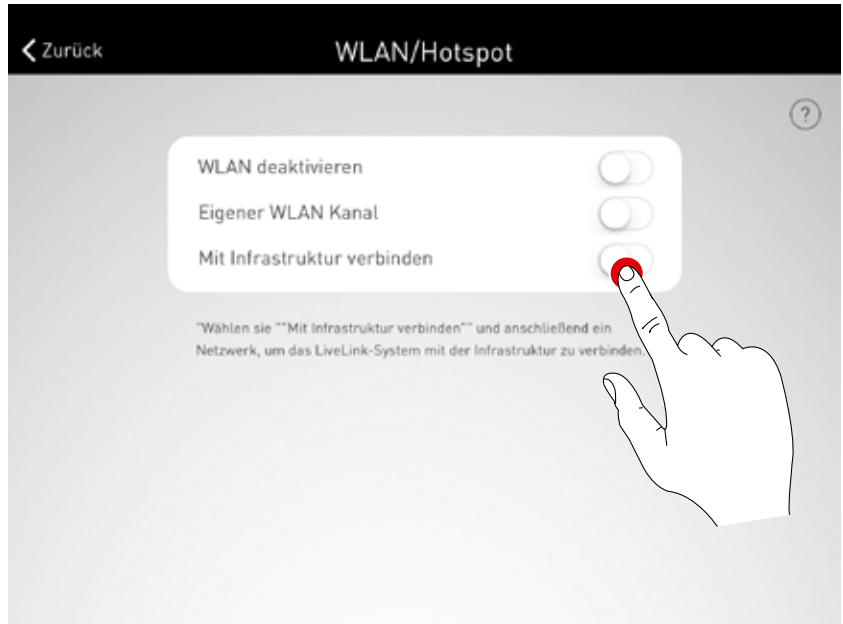 Zurück
WLAN/Hotspot
?
WLAN deaktivieren
Eigener WLAN Kanal
Mit Infrastruktur verbinden
"Wählen sie ""Mit Infrastruktur verbinden"" und anschließend ein
Netzwerk, um das LiveLink-System mit der Infrastruktur zu verbinden.